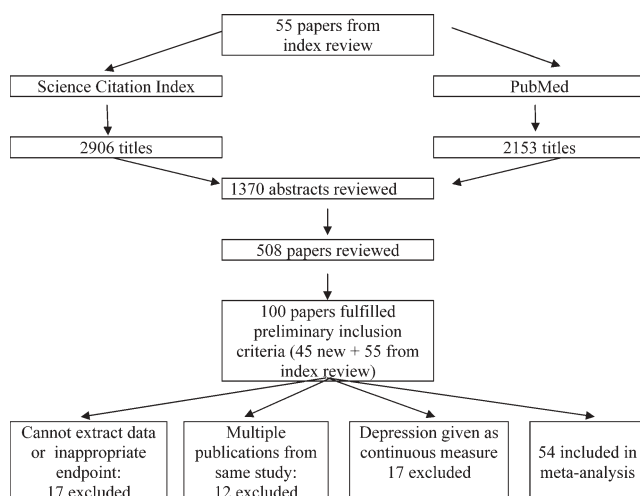 55 papers from
index review
Science Citation Index
PubMed
2906 titles
2153 titles
1370 abstracts reviewed
508 papers reviewed
100 papers fulfilled
preliminary inclusion
criteria (45 new + 55 from
index review)
Cannot extract data
or inappropriate
endpoint:
17 excluded
Multiple
publications from
same study:
12 excluded
Depression given as
continuous measure
17 excluded
54 included in
meta-analysis